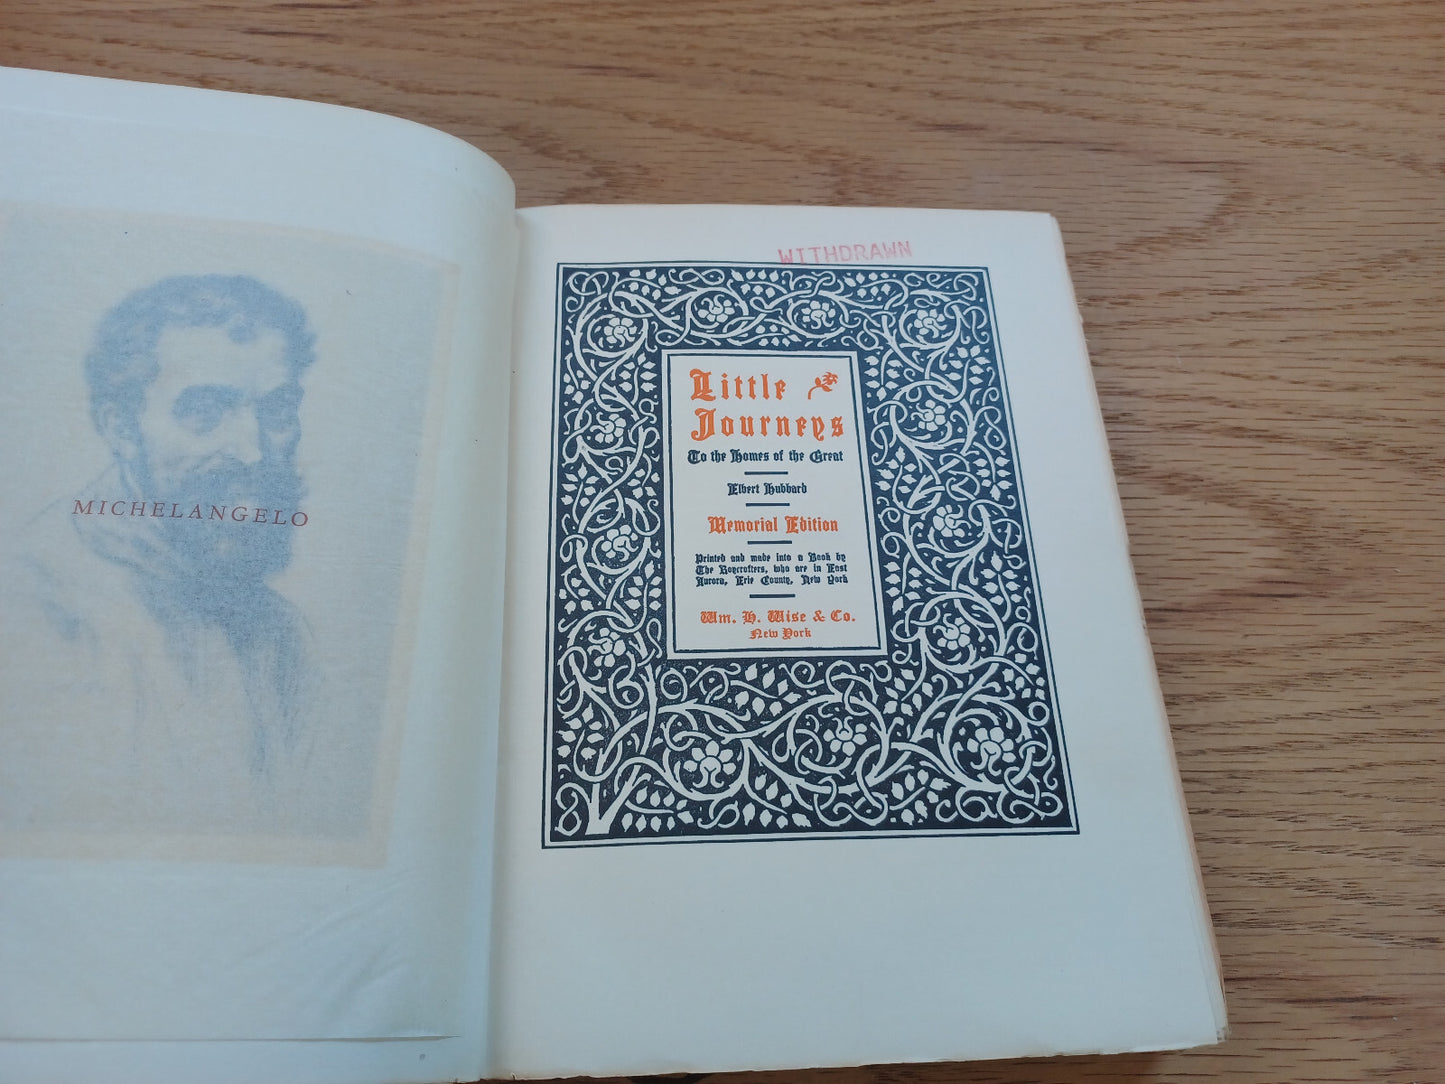 MICHELANGELO
WITHDRAWN
Little
Journeys
To the Homes of the Great
Elbert Hubbard
Memorial Edition
Printed and made into a Book by
The Roycrofters, who are in East
Aurora, Erie County, New York
Wm. H. Wise & Co.
New York